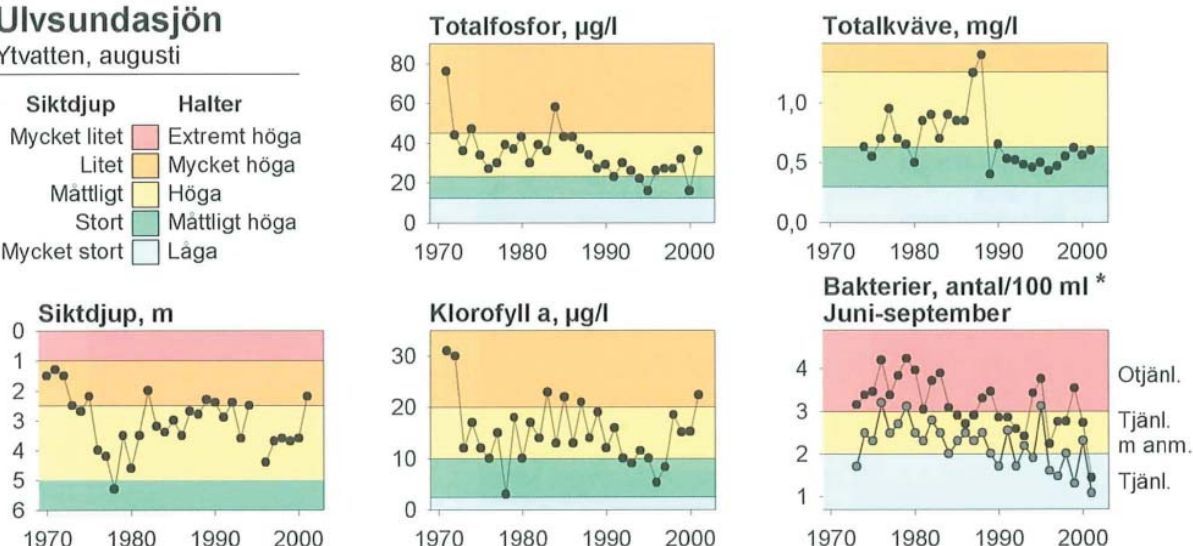 Ulvsundasjön
Ytvatten, augusti
Siktdjup Halter
Mycket litet Extremt höga
Litet Mycket höga
Måttligt Höga
Stort Måttligt höga
Mycket stort Låga
Totalfosfor, µg/l
80
60
40
20
0
1970 1980 1990 2000
Totalkväve, mg/l
1,0
0,5
0,0
1970 1980 1990 2000
Siktdjup, m
0
1
2
3
4
5
6
1970 1980 1990 2000
Klorofyll a, µg/l
30
20
10
0
1970 1980 1990 2000
Bakterier, antal/100 ml *
Juni-september
4
3
2
1
Otjänl.
Tjänl.
m anm.
Tjänl.
1970 1980 1990 2000